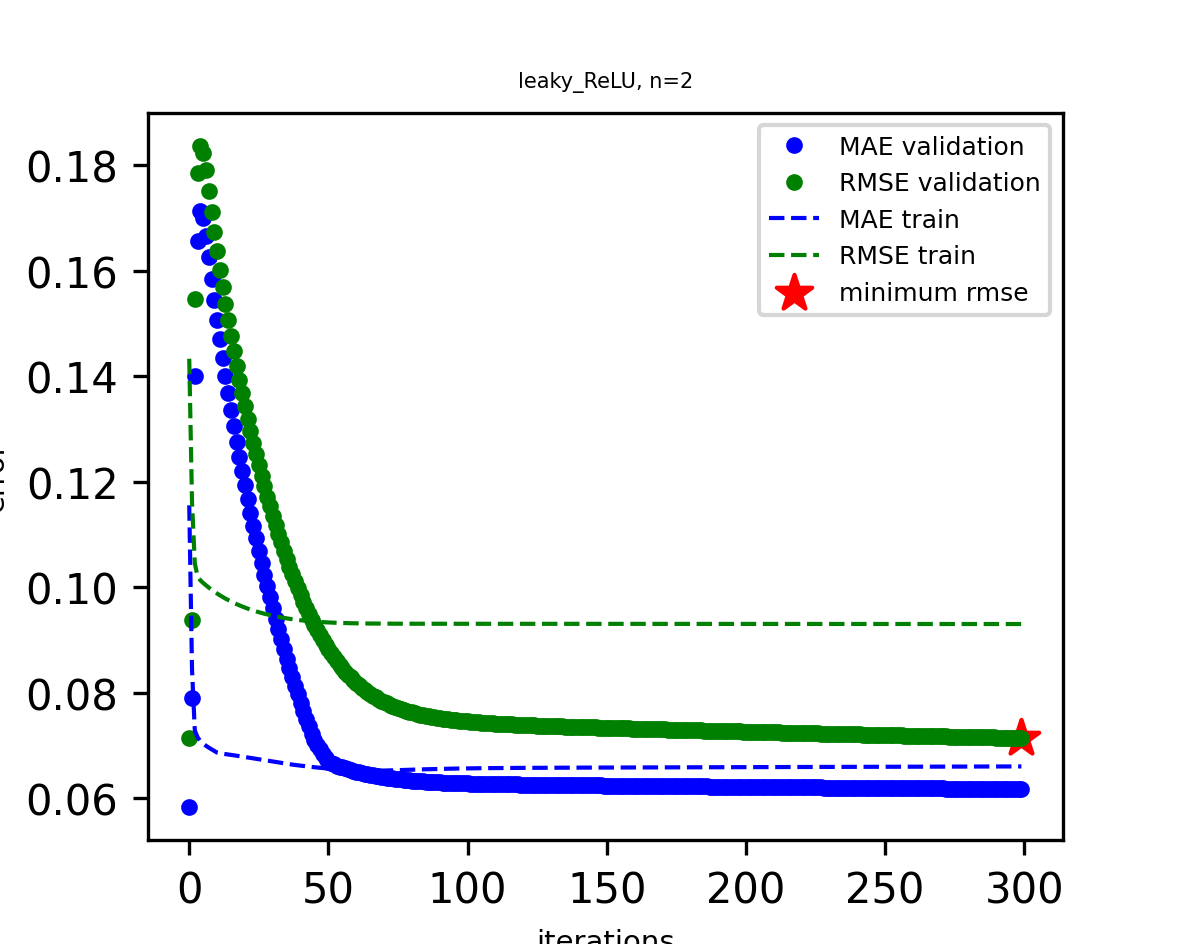 leaky_ReLU, n=2
MAE validation
RMSE validation
MAE train
RMSE train
minimum rmse
0.18
0.16
0.14
0.12
0.10
0.08
0.06
0 50 100 150 200 250 300
iterations